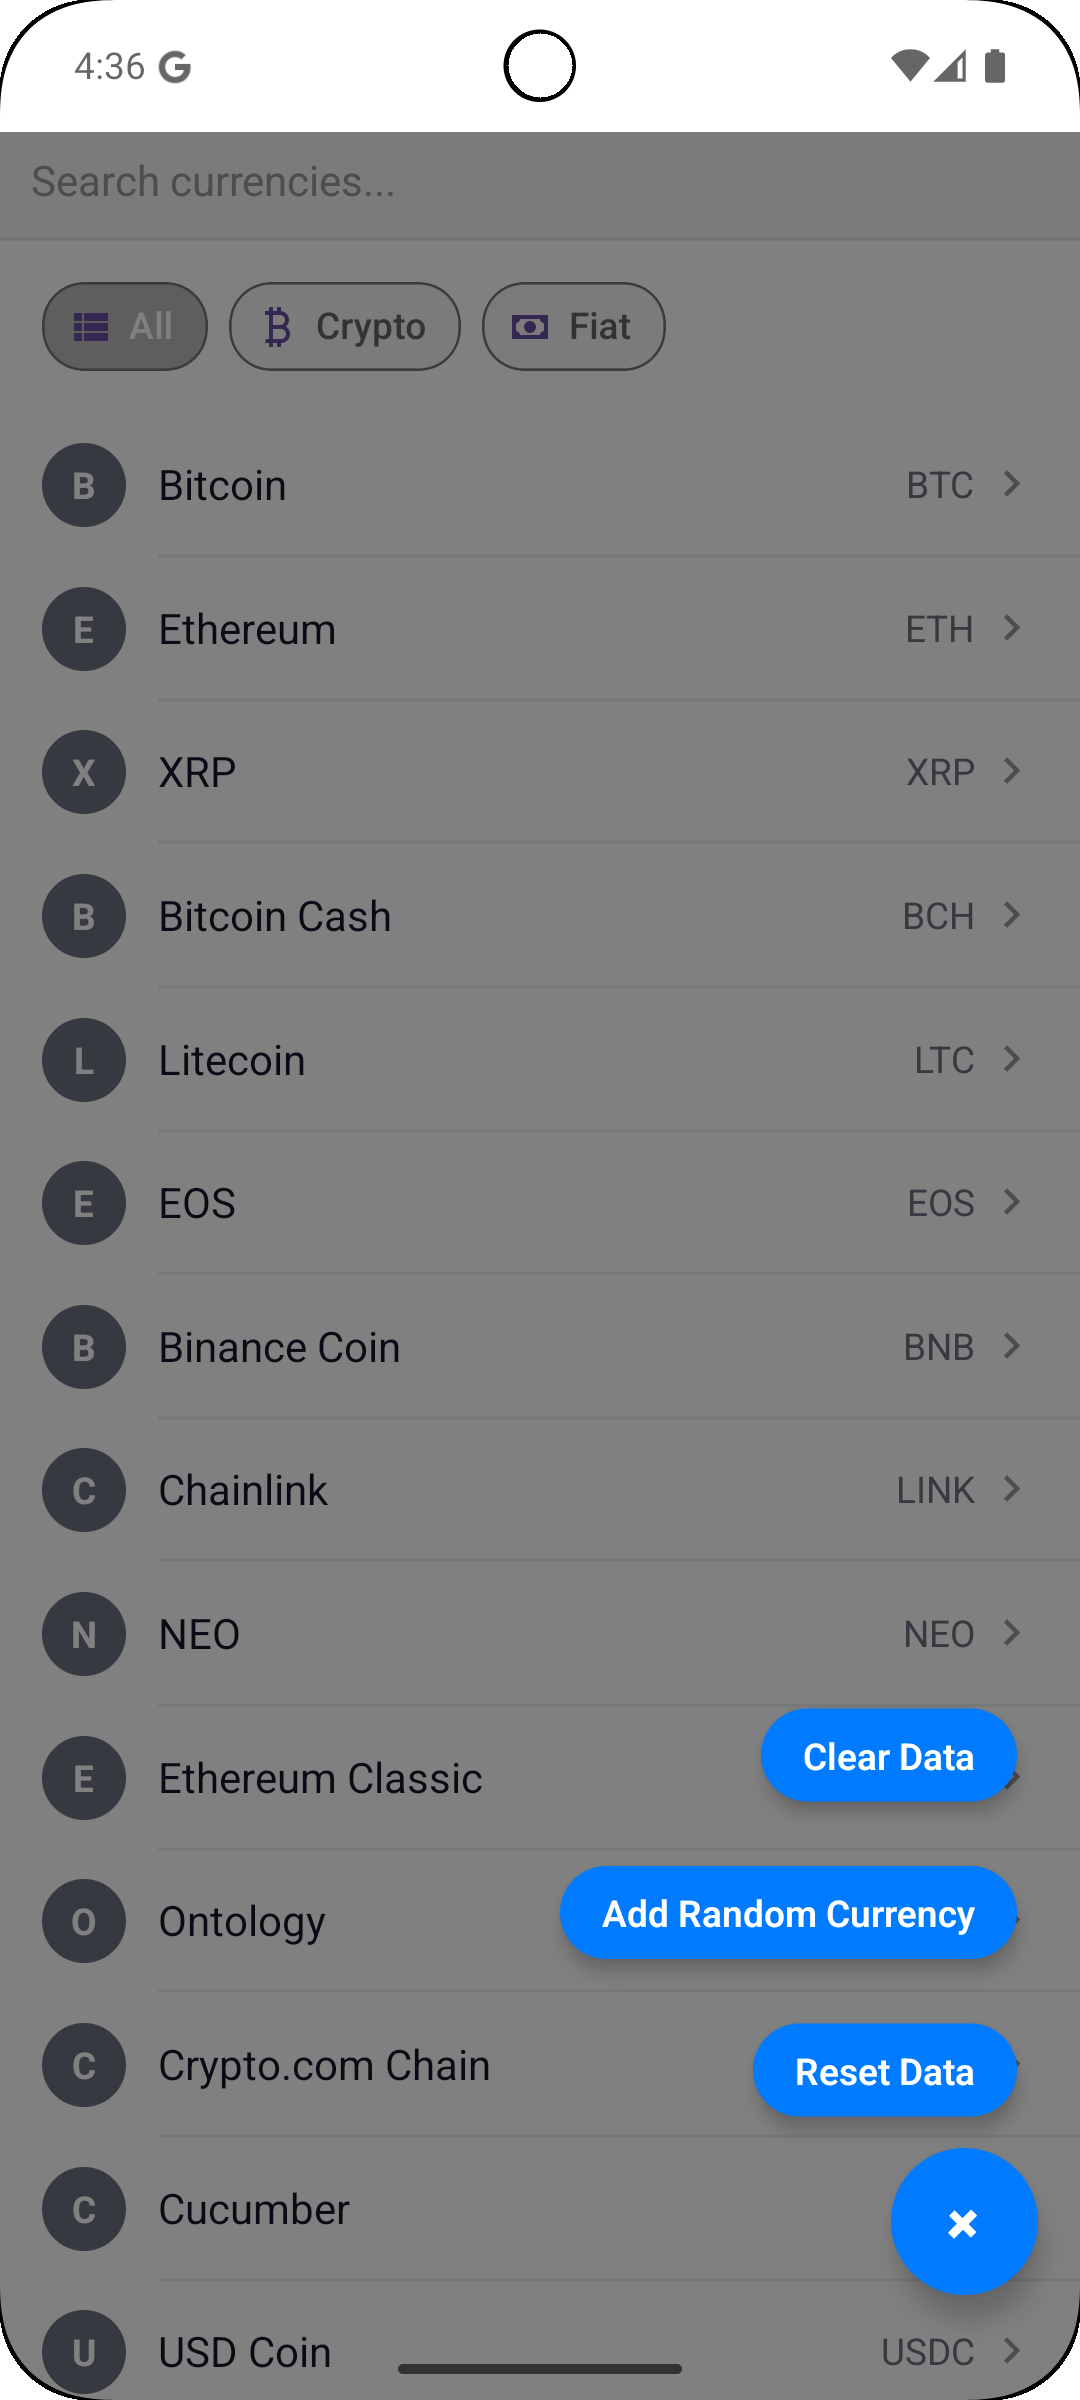 4:36 G
Search currencies...
All Crypto Fiat
B Bitcoin BTC
E Ethereum ETH
X XRP XRP
B Bitcoin Cash BCH
L Litecoin LTC
E EOS EOS
B Binance Coin BNB
C Chainlink LINK
N NEO NEO
Clear Data
E Ethereum Classic
Add Random Currency
O Ontology
C Crypto.com Chain
Reset Data
C Cucumber
U USD Coin USDC